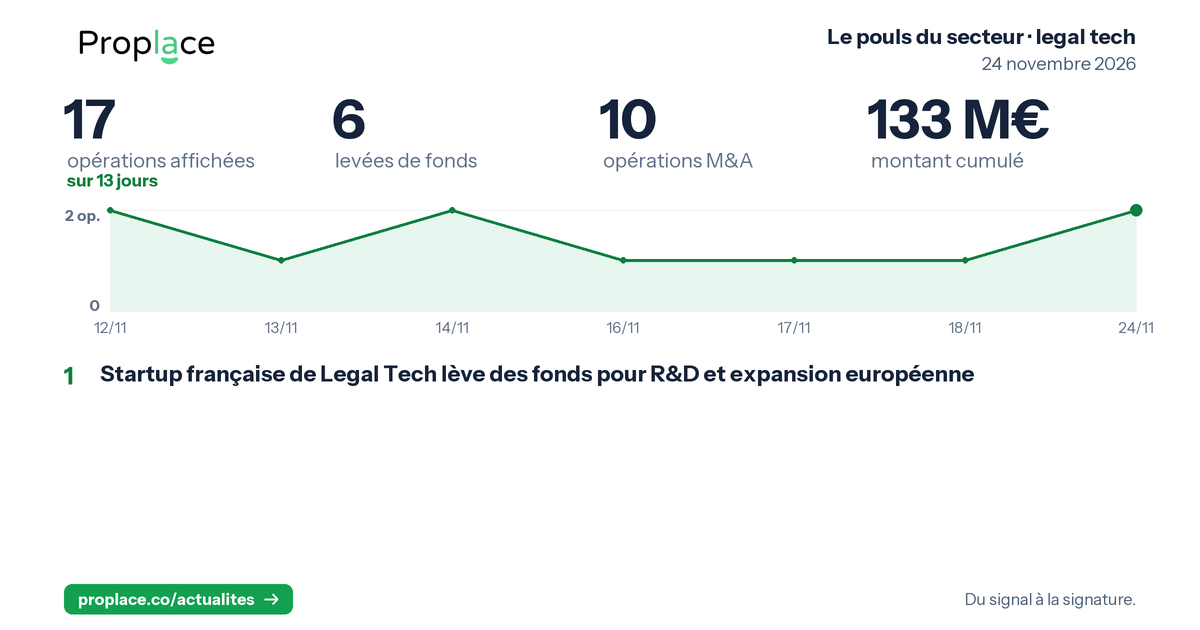 Proplace
Le pouls du secteur · legal tech
24 novembre 2026
17
opérations affichées
sur 13 jours
6
levées de fonds
10
opérations M&A
133 M€
montant cumulé
2 op.
0
12/11
13/11
14/11
16/11
17/11
18/11
24/11
1 Startup française de Legal Tech lève des fonds pour R&D et expansion européenne
proplace.co/actualites →
Du signal à la signature.